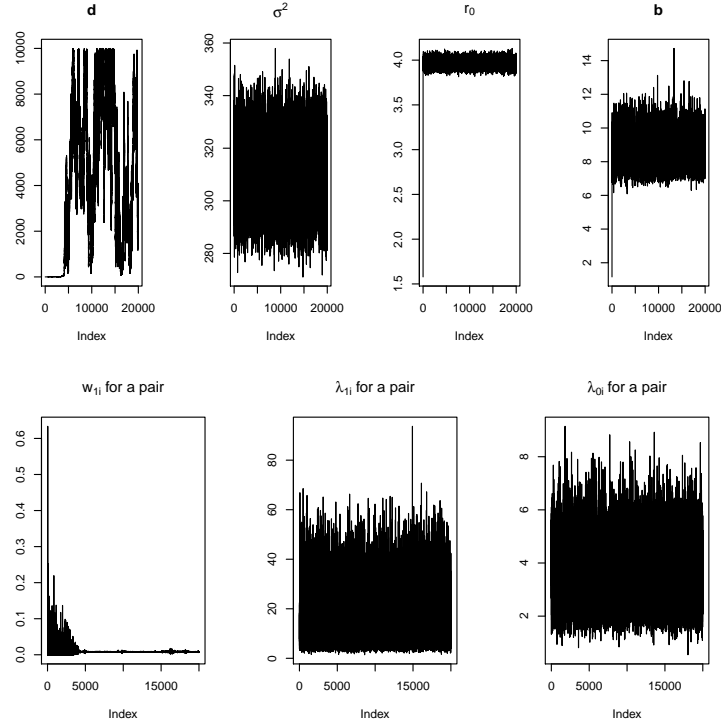 d
σ²
r₀
b
0 2000 4000 6000 8000 10000
280 300 320 340 360
1.5 2.0 2.5 3.0 3.5 4.0
2 4 6 8 10 12 14
0 10000 20000
0 10000 20000
0 10000 20000
0 10000 20000
Index
Index
Index
Index
w₁ᵢ for a pair
λ₁ᵢ for a pair
λ₀ᵢ for a pair
0.0 0.1 0.2 0.3 0.4 0.5 0.6
0 20 40 60 80
2 4 6 8
0 5000 15000
0 5000 15000
0 5000 15000
Index
Index
Index